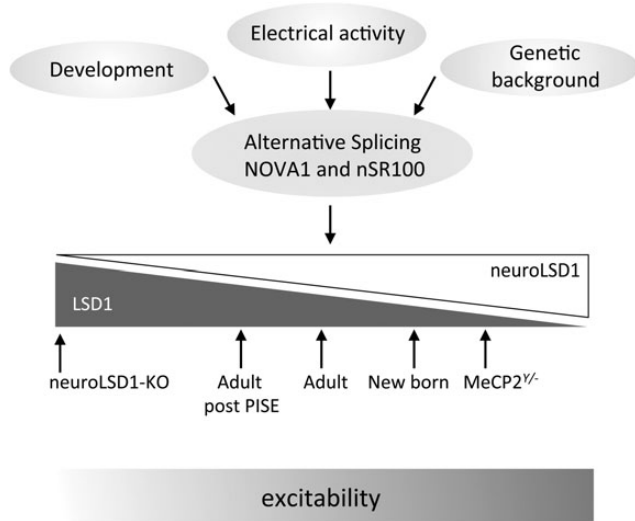 Electrical activity
Development
Genetic
background
Alternative Splicing
NOVA1 and nSR100
neuroLSD1
LSD1
neuroLSD1-KO
Adult
post PISE
Adult
New born
MeCP2^Y/-
excitability